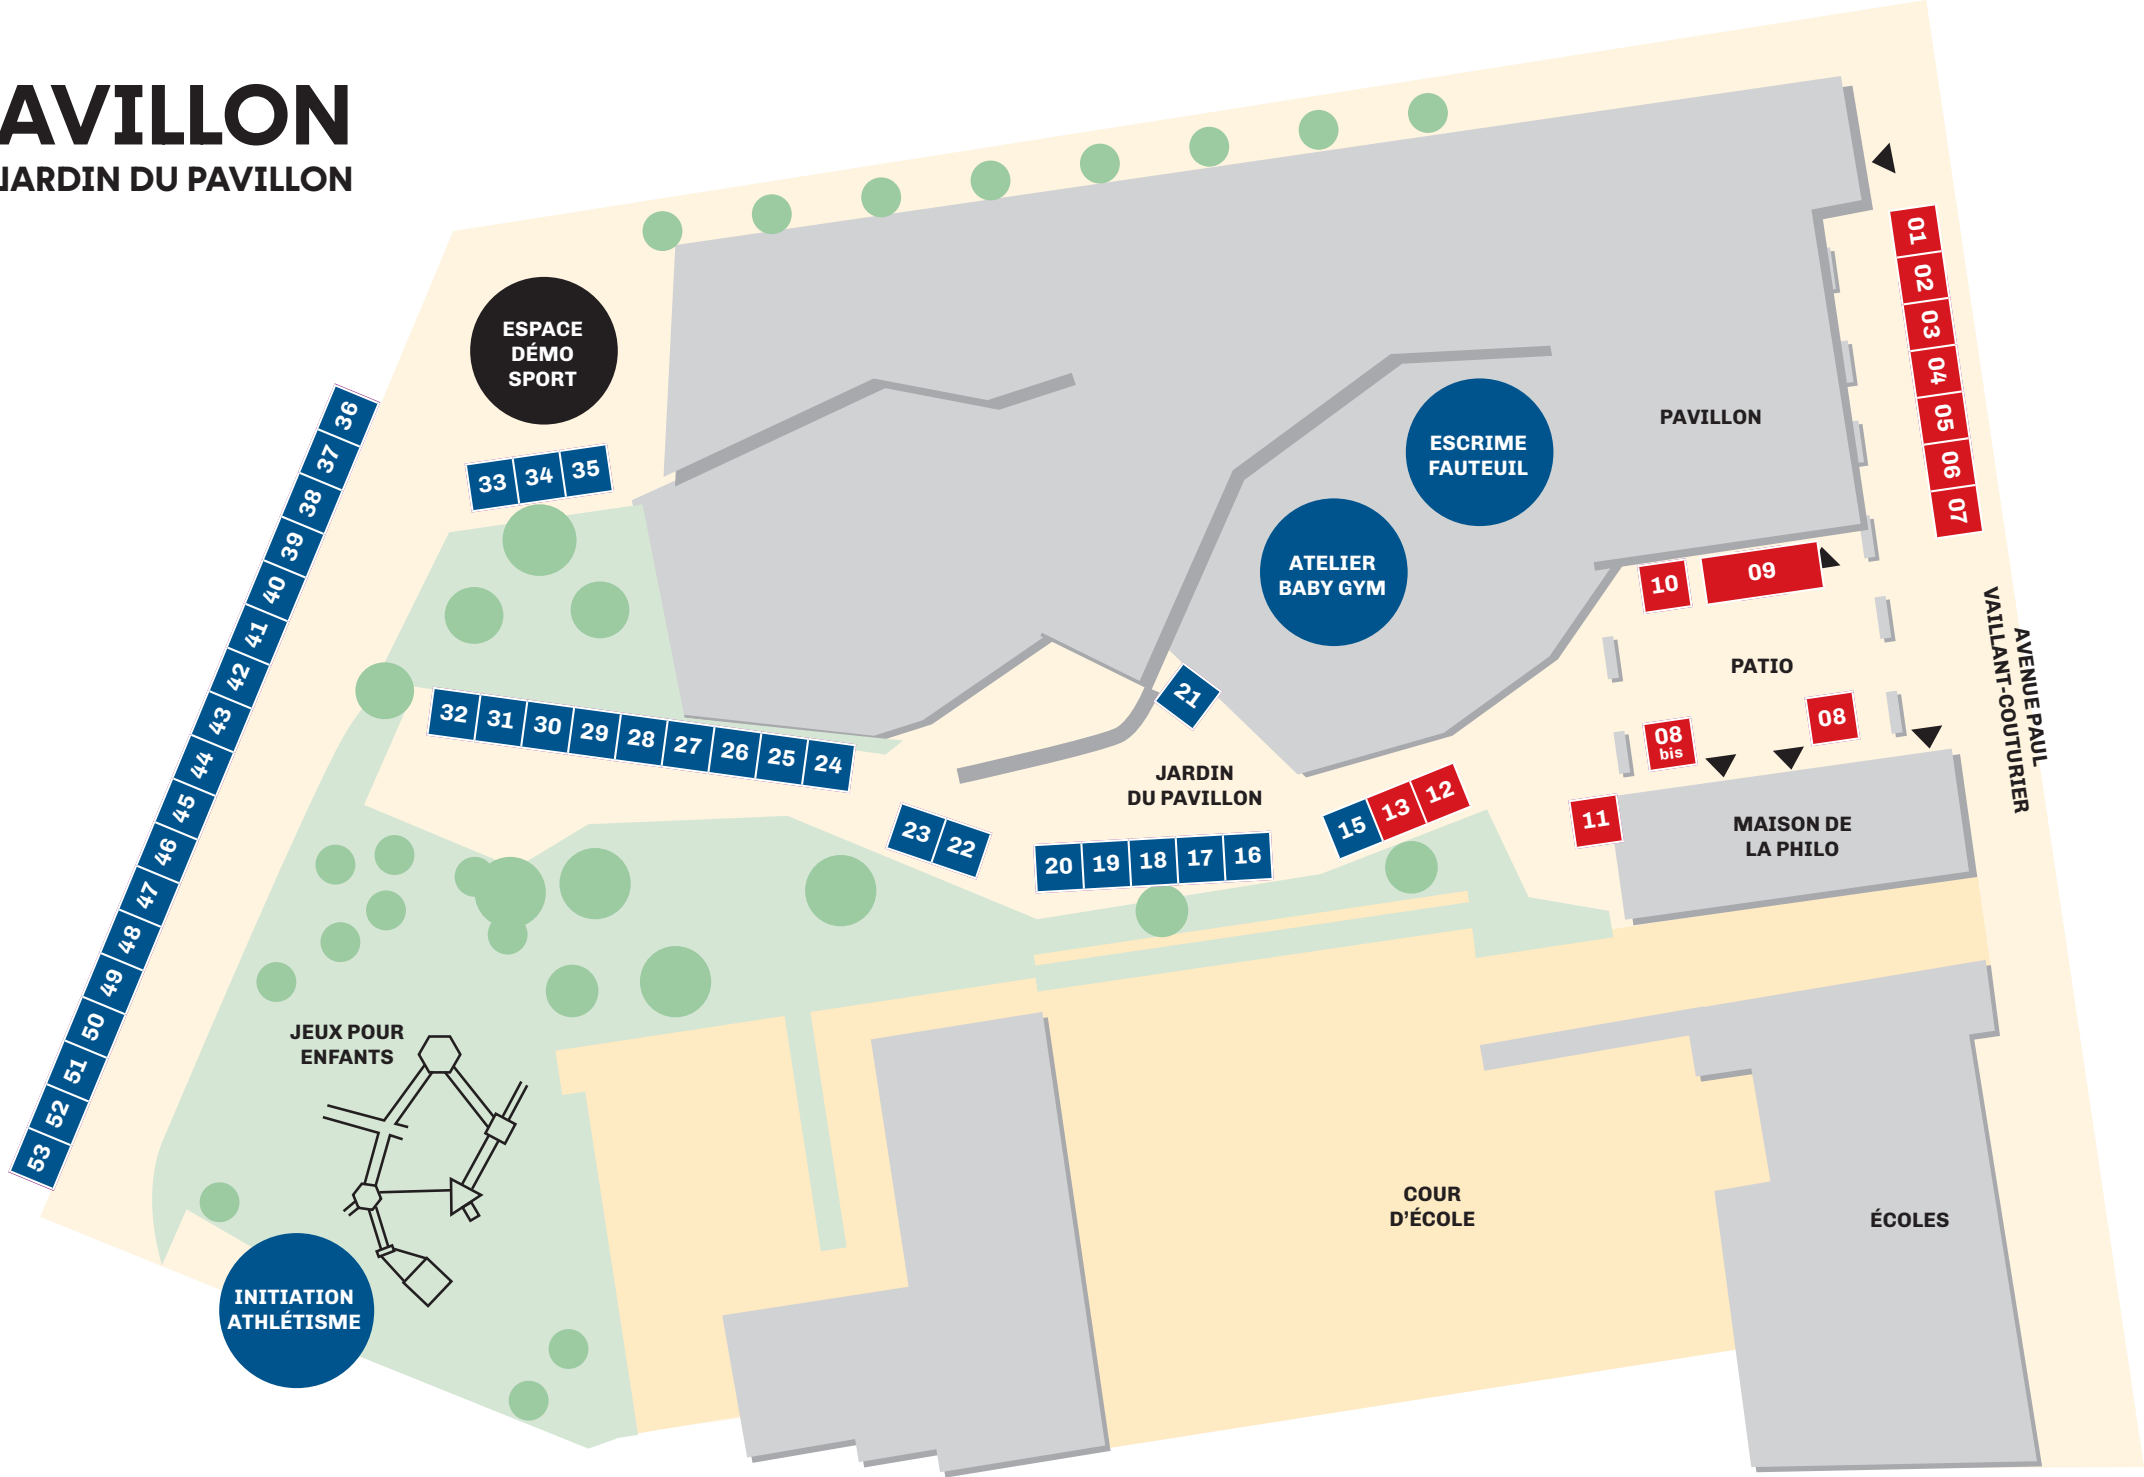 AVILLON
JARDIN DU PAVILLON
ESPACE
DÉMO
SPORT
33 34 35
36
37
38
39
40
41
42
43
44
45
46
47
48
49
50
51
52
53
32 31 30 29 28 27 26 25 24
23 22
21
20 19 18 17 16
15 13 12
JARDIN
DU PAVILLON
ATELIER
BABY GYM
ESCRIME
FAUTEUIL
PAVILLON
01
02
03
04
05
06
07
10
09
PATIO
08
08
bis
11
MAISON DE
LA PHILO
AVENUE PAUL
VAILLANT-COUTURIER
JEUX POUR
ENFANTS
INITIATION
ATHLÉTISME
COUR
D’ÉCOLE
ÉCOLES